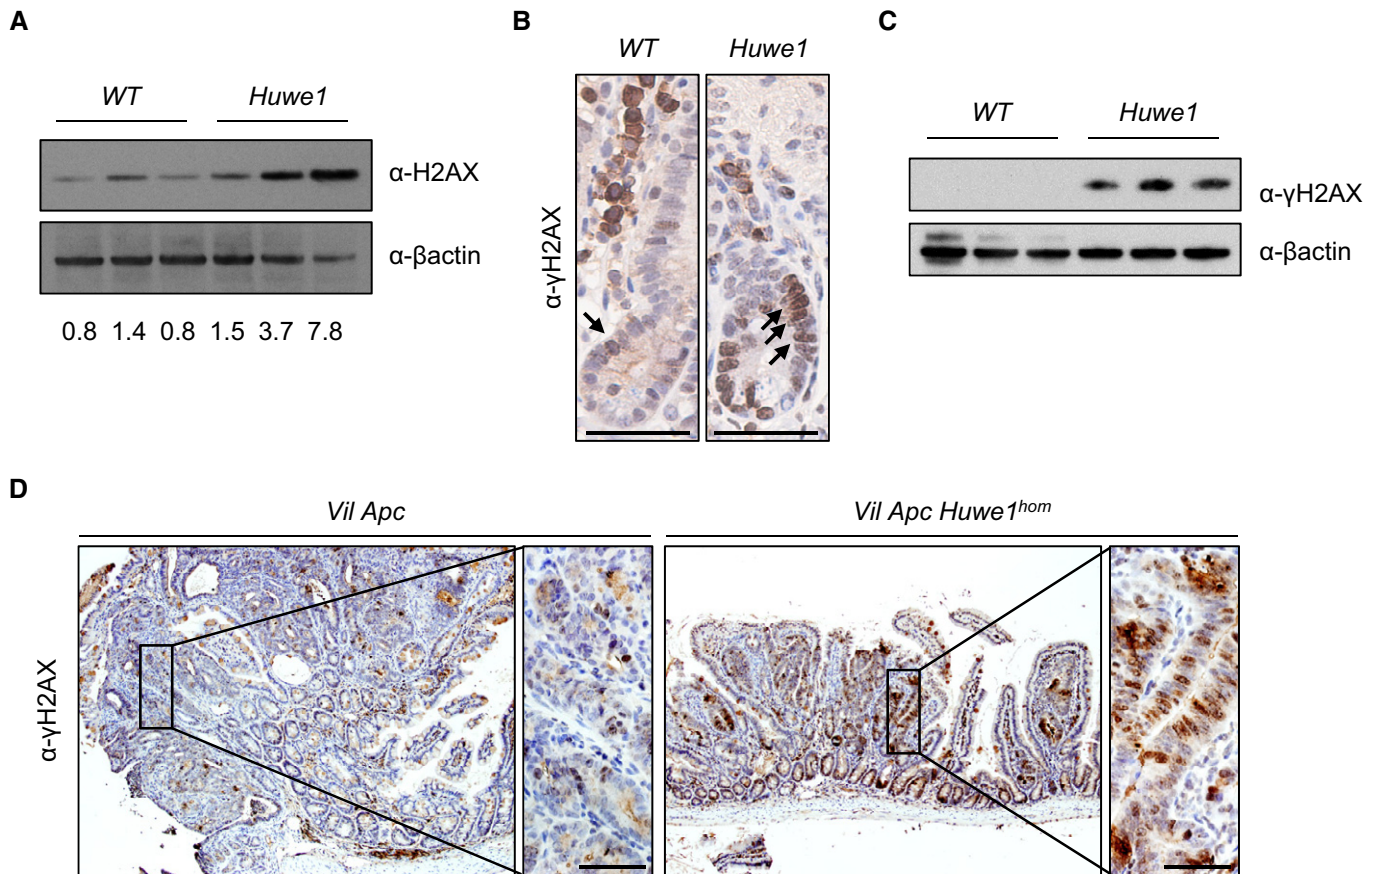 A
WT Huwe1
α-H2AX
α-βactin
0.8 1.4 0.8 1.5 3.7 7.8
B
WT Huwe1
α-γH2AX
C
WT Huwe1
α-γH2AX
α-βactin
D
Vil Apc Vil Apc Huwe1hom
α-γH2AX